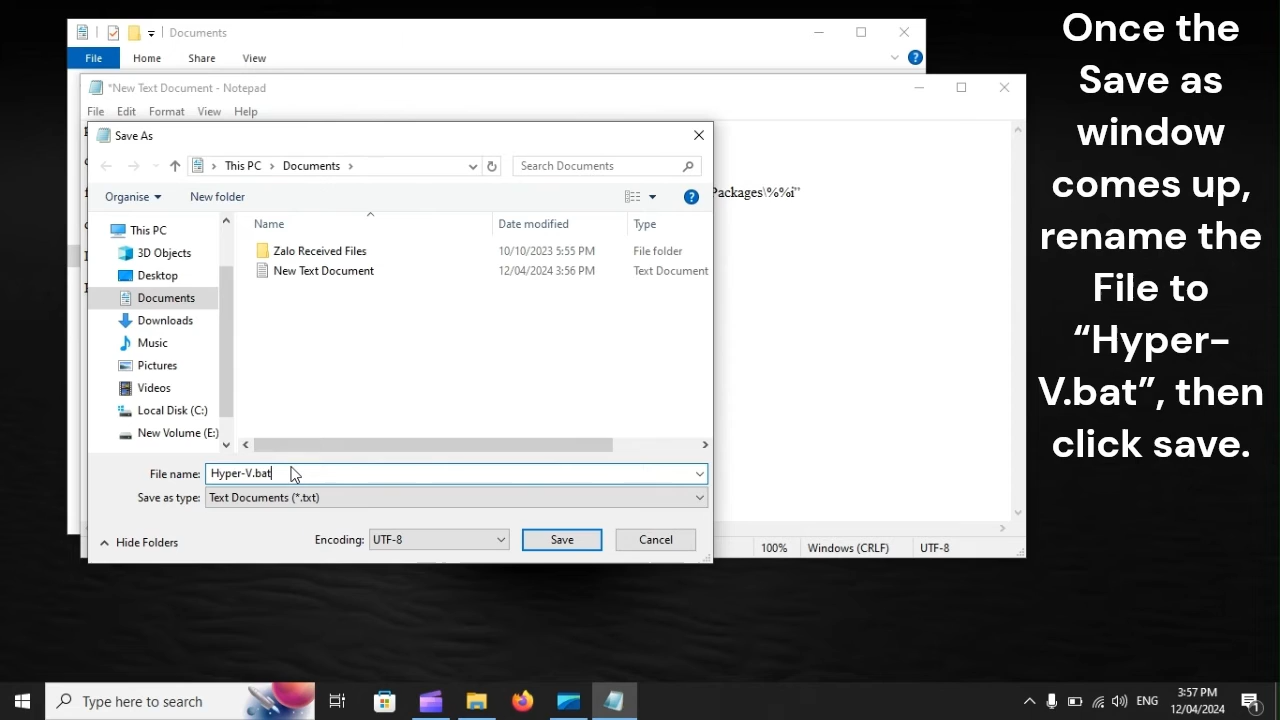 Documents
File
Home
Share
View
*New Text Document - Notepad
File
Edit
Format
View
Help
Packages\%%i"
Save As
This PC
Documents
Search Documents
Organise
New folder
This PC
3D Objects
Desktop
Documents
Downloads
Music
Pictures
Videos
Local Disk (C:)
New Volume (E:)
Name
Date modified
Type
Zalo Received Files
10/10/2023 5:55 PM
File folder
New Text Document
12/04/2024 3:56 PM
Text Document
File name:
Hyper-V.bat
Save as type:
Text Documents (*.txt)
Hide Folders
Encoding:
UTF-8
Save
Cancel
100%
Windows (CRLF)
UTF-8
Once the
Save as
window
comes up,
rename the
File to
“Hyper-
V.bat”, then
click save.
Type here to search
ENG
3:57 PM
12/04/2024
1